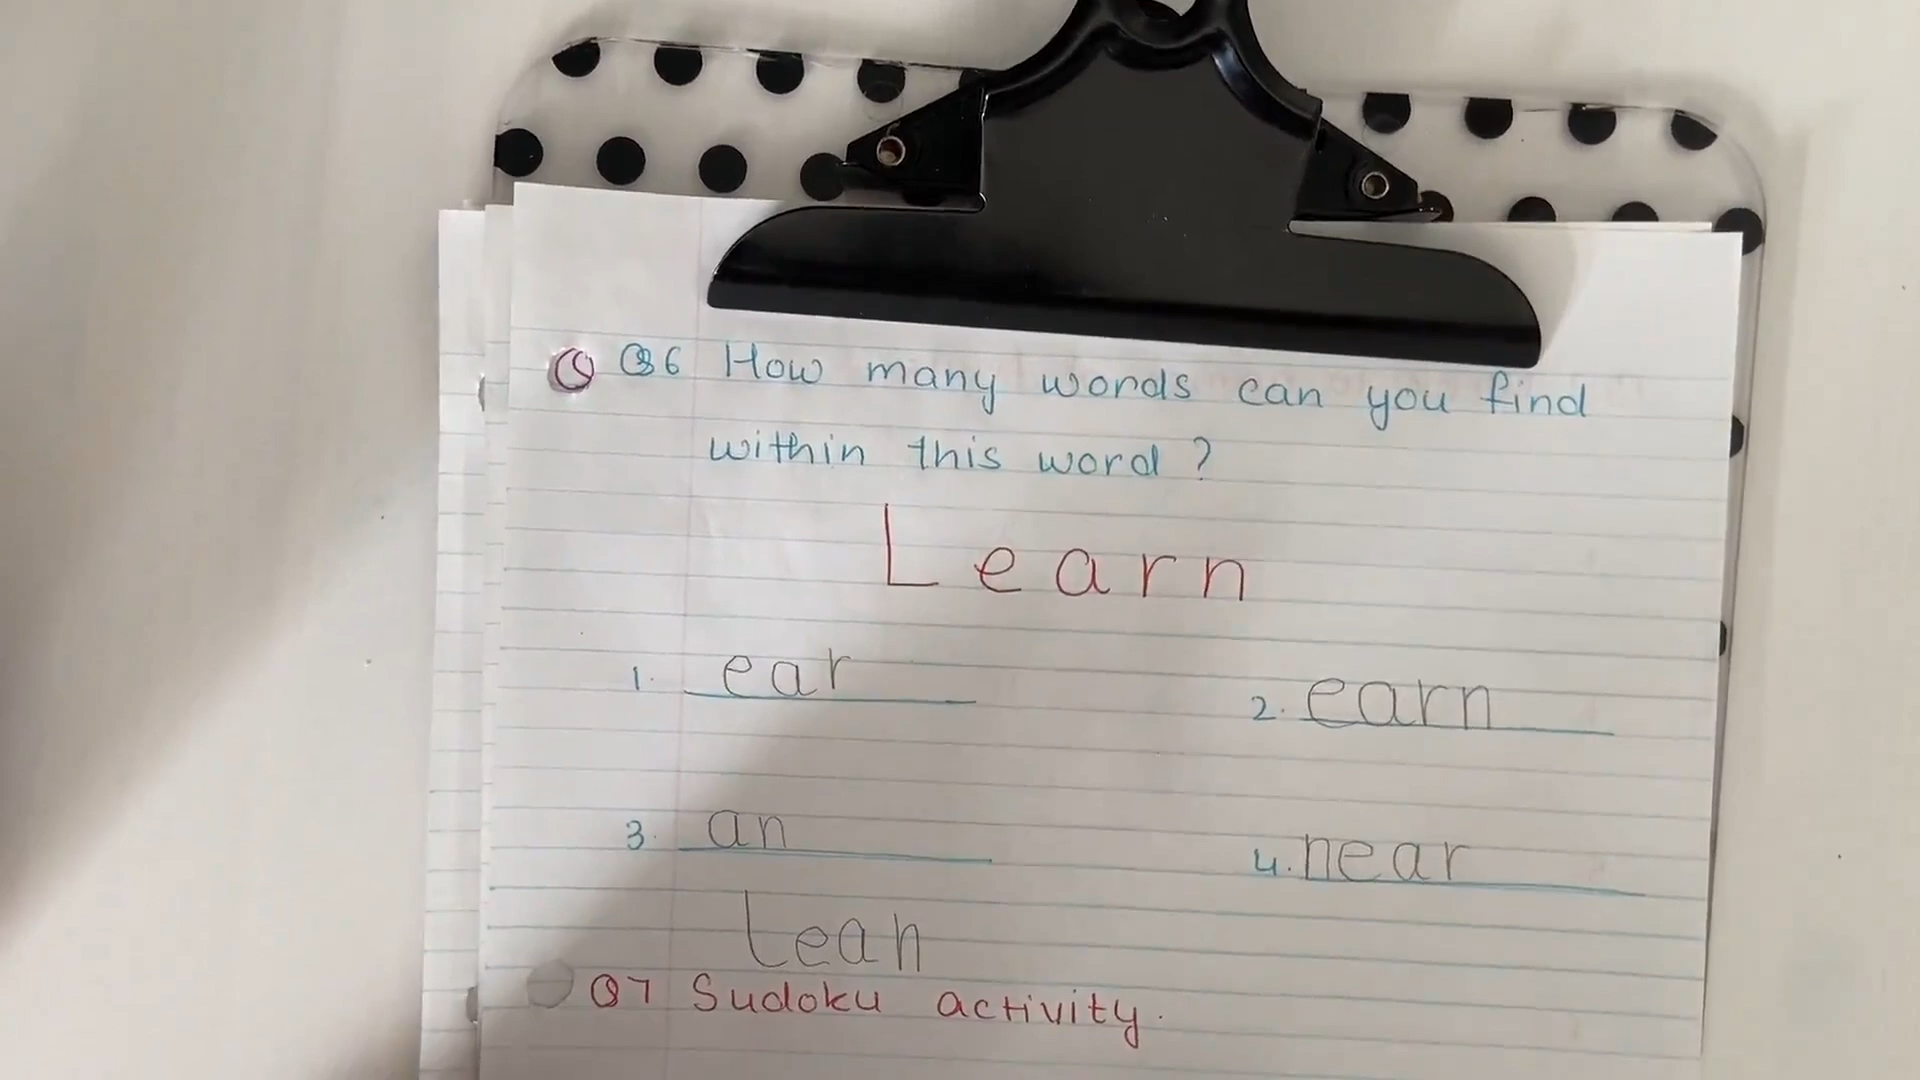 Q6 How many words can you find
within this word ?
Learn
1. ear 2. earn
3. an 4. near
lean
Q7 Sudoku activity.